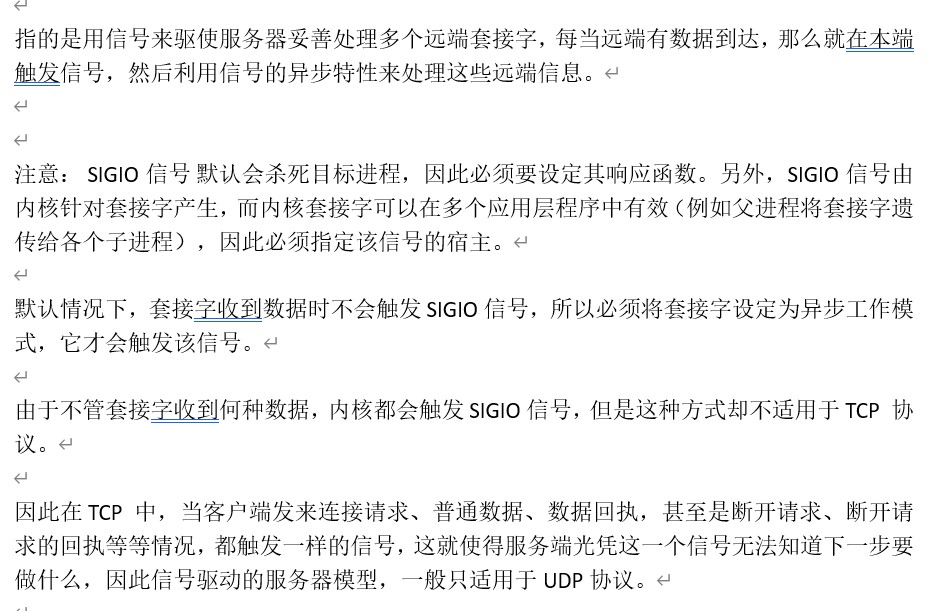 指的是用信号来驱使服务器妥善处理多个远端套接字，每当远端有数据到达，那么就在本端
触发信号，然后利用信号的异步特性来处理这些远端信息。
注意： SIGIO 信号 默认会杀死目标进程，因此必须要设定其响应函数。另外，SIGIO 信号由
内核针对套接字产生，而内核套接字可以在多个应用层程序中有效（例如父进程将套接字遗
传给各个子进程），因此必须指定该信号的宿主。
默认情况下，套接字收到数据时不会触发 SIGIO 信号，所以必须将套接字设定为异步工作模
式，它才会触发该信号。
由于不管套接字收到何种数据，内核都会触发 SIGIO 信号，但是这种方式却不适用于 TCP 协
议。
因此在 TCP 中，当客户端发来连接请求、普通数据、数据回执，甚至是断开请求、断开请
求的回执等等情况，都触发一样的信号，这就使得服务端光凭这一个信号无法知道下一步要
做什么，因此信号驱动的服务器模型，一般只适用于 UDP 协议。